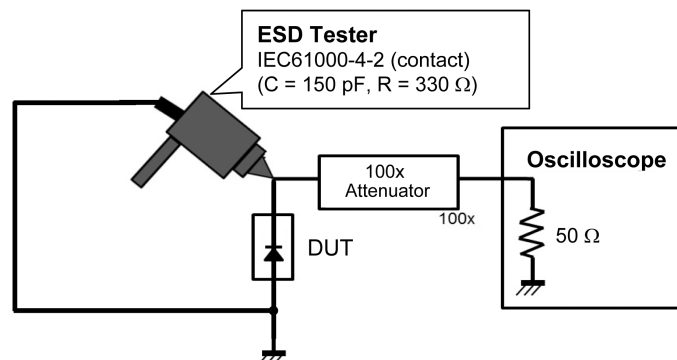 ESD Tester
IEC61000-4-2 (contact)
(C = 150 pF, R = 330 Ω)
100x
Attenuator
100x
Oscilloscope
50 Ω
DUT